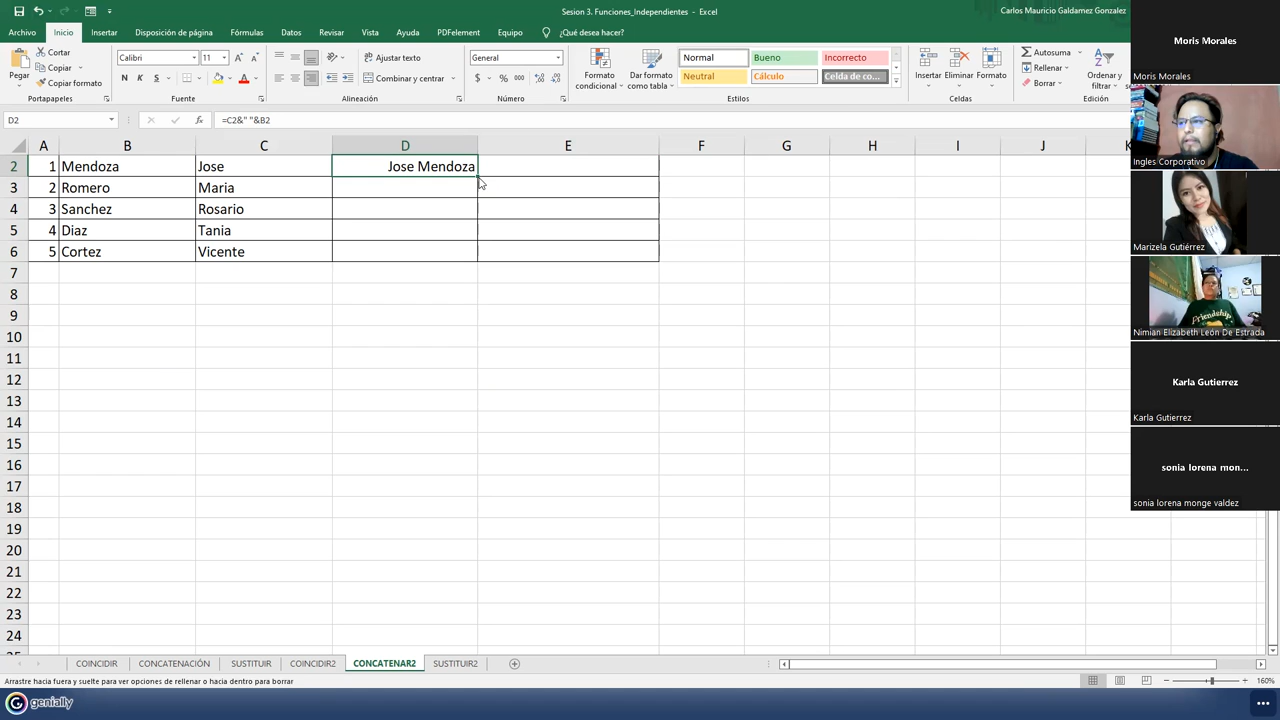 Sesion 3. Funciones_Independientes - Excel
Carlos Mauricio Galdamez Gonzalez
Archivo Inicio Insertar Disposición de página Fórmulas Datos Revisar Vista Ayuda PDFelement Equipo ¿Qué desea hacer?
Pegar
Cortar
Copiar
Copiar formato
Portapapeles
Calibri 11
N K S
Fuente
Ajustar texto
Combinar y centrar
Alineación
General
$ % 000
Número
Formato condicional
Dar formato como tabla
Normal Bueno Incorrecto
Neutral Cálculo Celda de co...
Estilos
Insertar Eliminar Formato
Celdas
Autosuma
Rellenar
Borrar
Ordenar y filtrar
Edición
D2 fx =C2&" "&B2
A B C D E F G H I J K
2 1 Mendoza Jose Jose Mendoza
3 2 Romero Maria
4 3 Sanchez Rosario
5 4 Diaz Tania
6 5 Cortez Vicente
7
8
9
10
11
12
13
14
15
16
17
18
19
20
21
22
23
24
25
COINCIDIR CONCATENACIÓN SUSTITUIR COINCIDIR2 CONCATENAR2 SUSTITUIR2
Arrastre hacia fuera y suelte para ver opciones de rellenar o hacia dentro para borrar
160%
genially
Moris Morales
Moris Morales
Ingles Corporativo
Marizela Gutiérrez
Friendship
Nimian Elizabeth León De Estrada
Karla Gutierrez
Karla Gutierrez
sonia lorena mon...
sonia lorena monge valdez